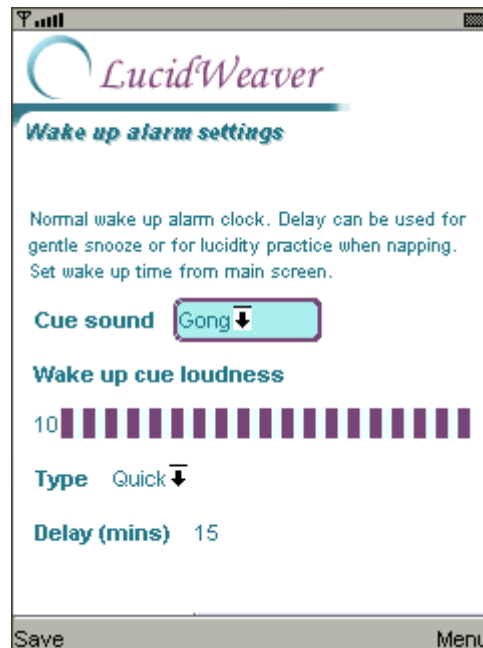 LucidWeaver
Wake up alarm settings
Normal wake up alarm clock. Delay can be used for
gentle snooze or for lucidity practice when napping.
Set wake up time from main screen.
Cue sound Gong
Wake up cue loudness
10
Type Quick
Delay (mins) 15
Save Menu